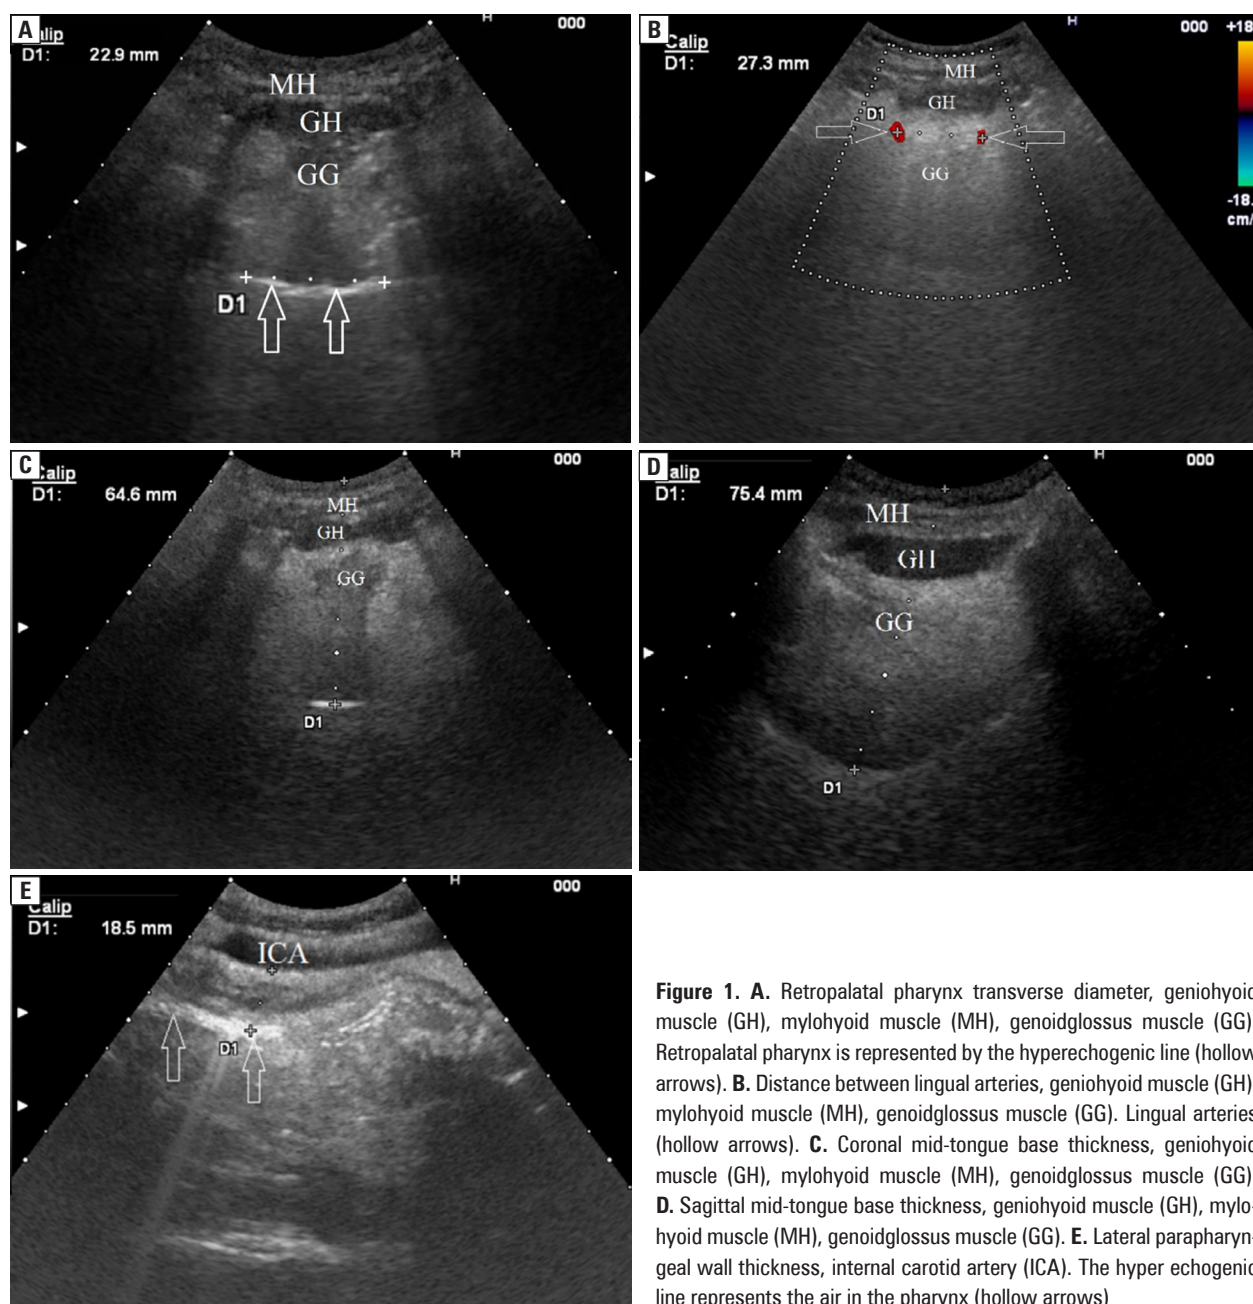 A
Calip
H
000
D1:
22.9 mm
MH
GH
GG
D1
B
Calip
H
000
+18
D1:
27.3 mm
MH
GH
D1
GG
-18.
cm/
C
Calip
H
000
D1:
64.6 mm
MH
GH
GG
D1
D
Calip
H
000
D1:
75.4 mm
MH
GH
GG
D1
E
Calip
H
000
D1:
18.5 mm
ICA
D1
Figure 1. A. Retropalatal pharynx transverse diameter, geniohyoid
muscle (GH), mylohyoid muscle (MH), genoidglossus muscle (GG)
Retropalatal pharynx is represented by the hyperechogenic line (hollow
arrows). B. Distance between lingual arteries, geniohyoid muscle (GH)
mylohyoid muscle (MH), genoidglossus muscle (GG). Lingual arteries
(hollow arrows). C. Coronal mid-tongue base thickness, geniohyoid
muscle (GH), mylohyoid muscle (MH), genoidglossus muscle (GG)
D. Sagittal mid-tongue base thickness, geniohyoid muscle (GH), mylo-
hyoid muscle (MH), genoidglossus muscle (GG). E. Lateral parapharyn-
geal wall thickness, internal carotid artery (ICA). The hyper echogenic
line represents the air in the pharynx (hollow arrows)